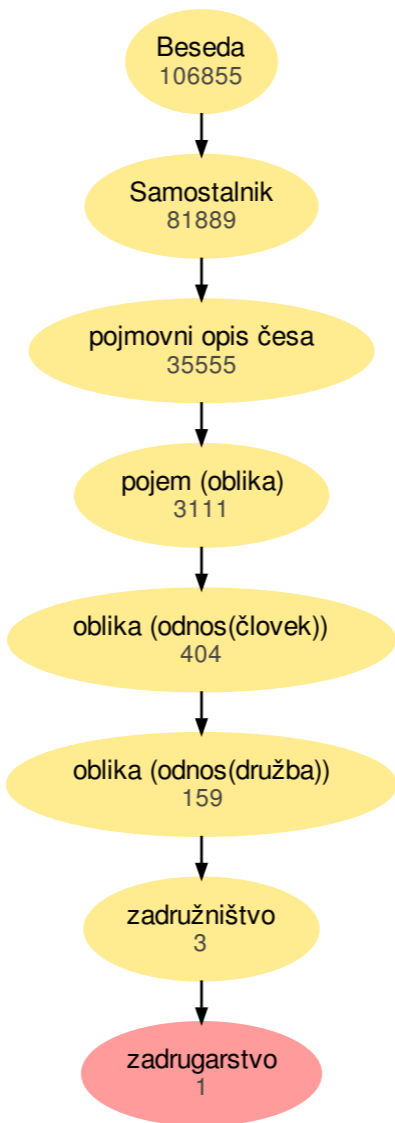 Beseda
106855
Samostalnik
81889
pojmovni opis česa
35555
pojem (oblika)
3111
oblika (odnos(človek))
404
oblika (odnos(družba))
159
zadružništvo
3
zadrugarstvo
1